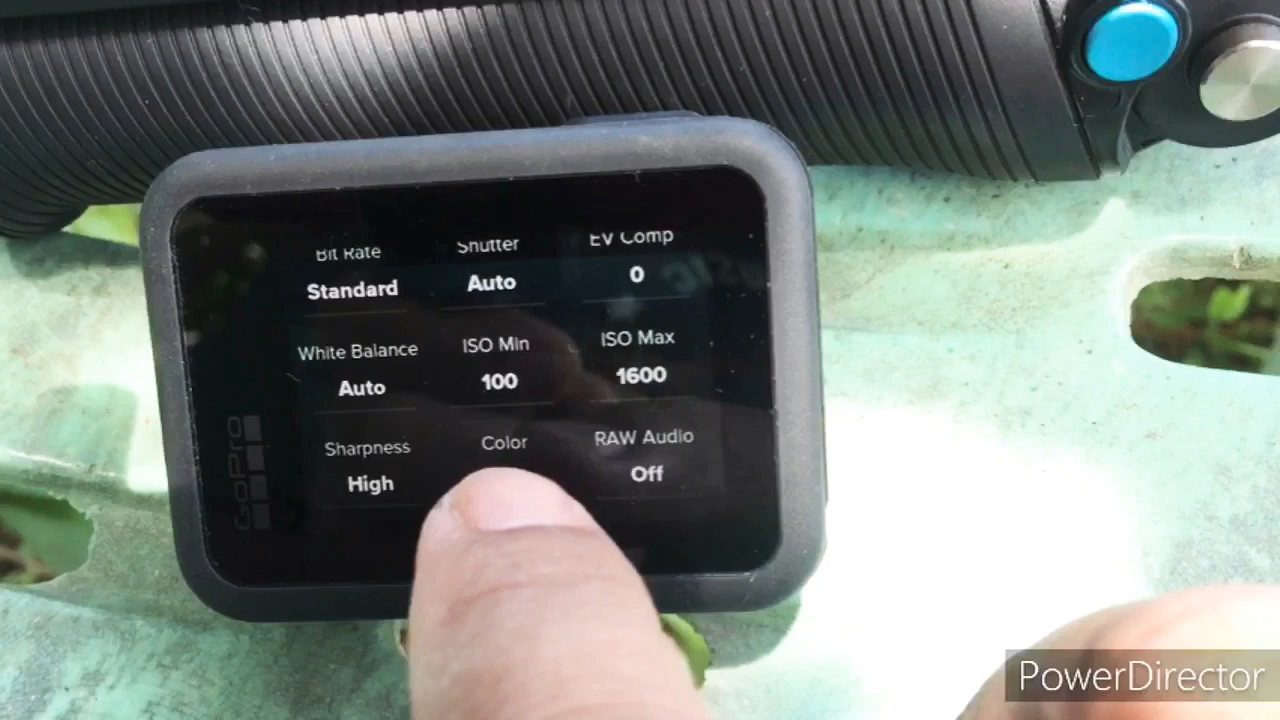 Bit Rate Shutter EV Comp
Standard Auto 0
White Balance ISO Min ISO Max
Auto 100 1600
Sharpness Color RAW Audio
High Off
GoPro
PowerDirector